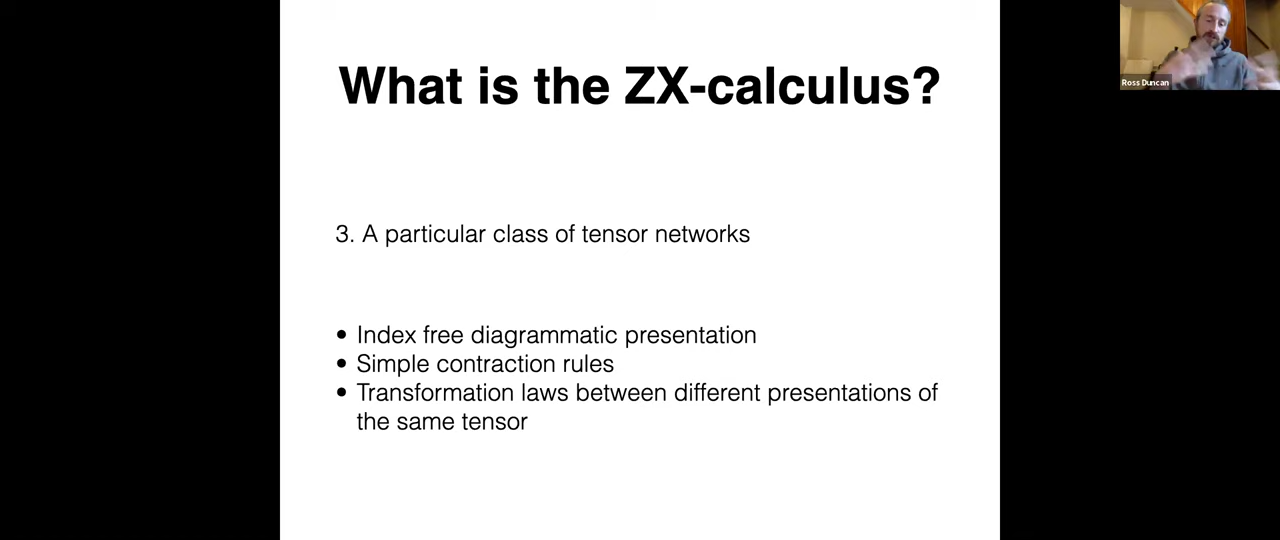 What is the ZX-calculus?
Ross Duncan
3. A particular class of tensor networks
• Index free diagrammatic presentation
• Simple contraction rules
• Transformation laws between different presentations of
the same tensor